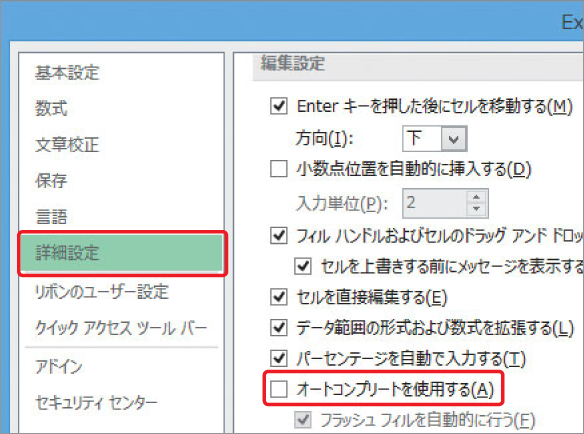 Ex
基本設定
数式
文章校正
保存
言語
詳細設定
リボンのユーザー設定
クイック アクセス ツール バー
アドイン
セキュリティ センター
編集設定
Enter キーを押した後にセルを移動する(M)
方向(I): 下
小数点位置を自動的に挿入する(D)
入力単位(P): 2
フィル ハンドルおよびセルのドラッグ アンド ドロッ
セルを上書きする前にメッセージを表示する
セルを直接編集する(E)
データ範囲の形式および数式を拡張する(L)
パーセンテージを自動で入力する(T)
オートコンプリートを使用する(A)
フラッシュ フィルを自動的に行う(F)